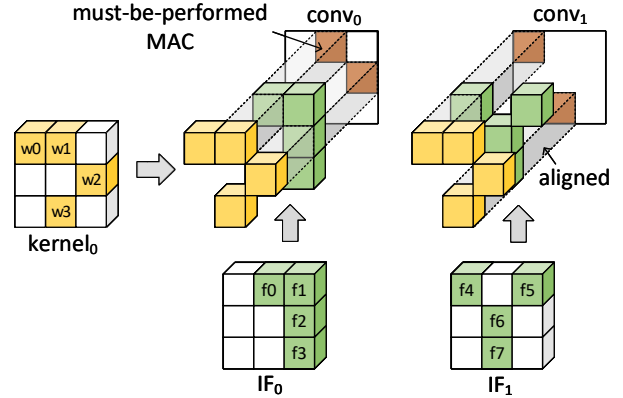 must-be-performed
MAC
conv0
conv1
w0 w1
w2
w3
kernel0
aligned
f0 f1
f2
f3
IF0
f4 f5
f6
f7
IF1